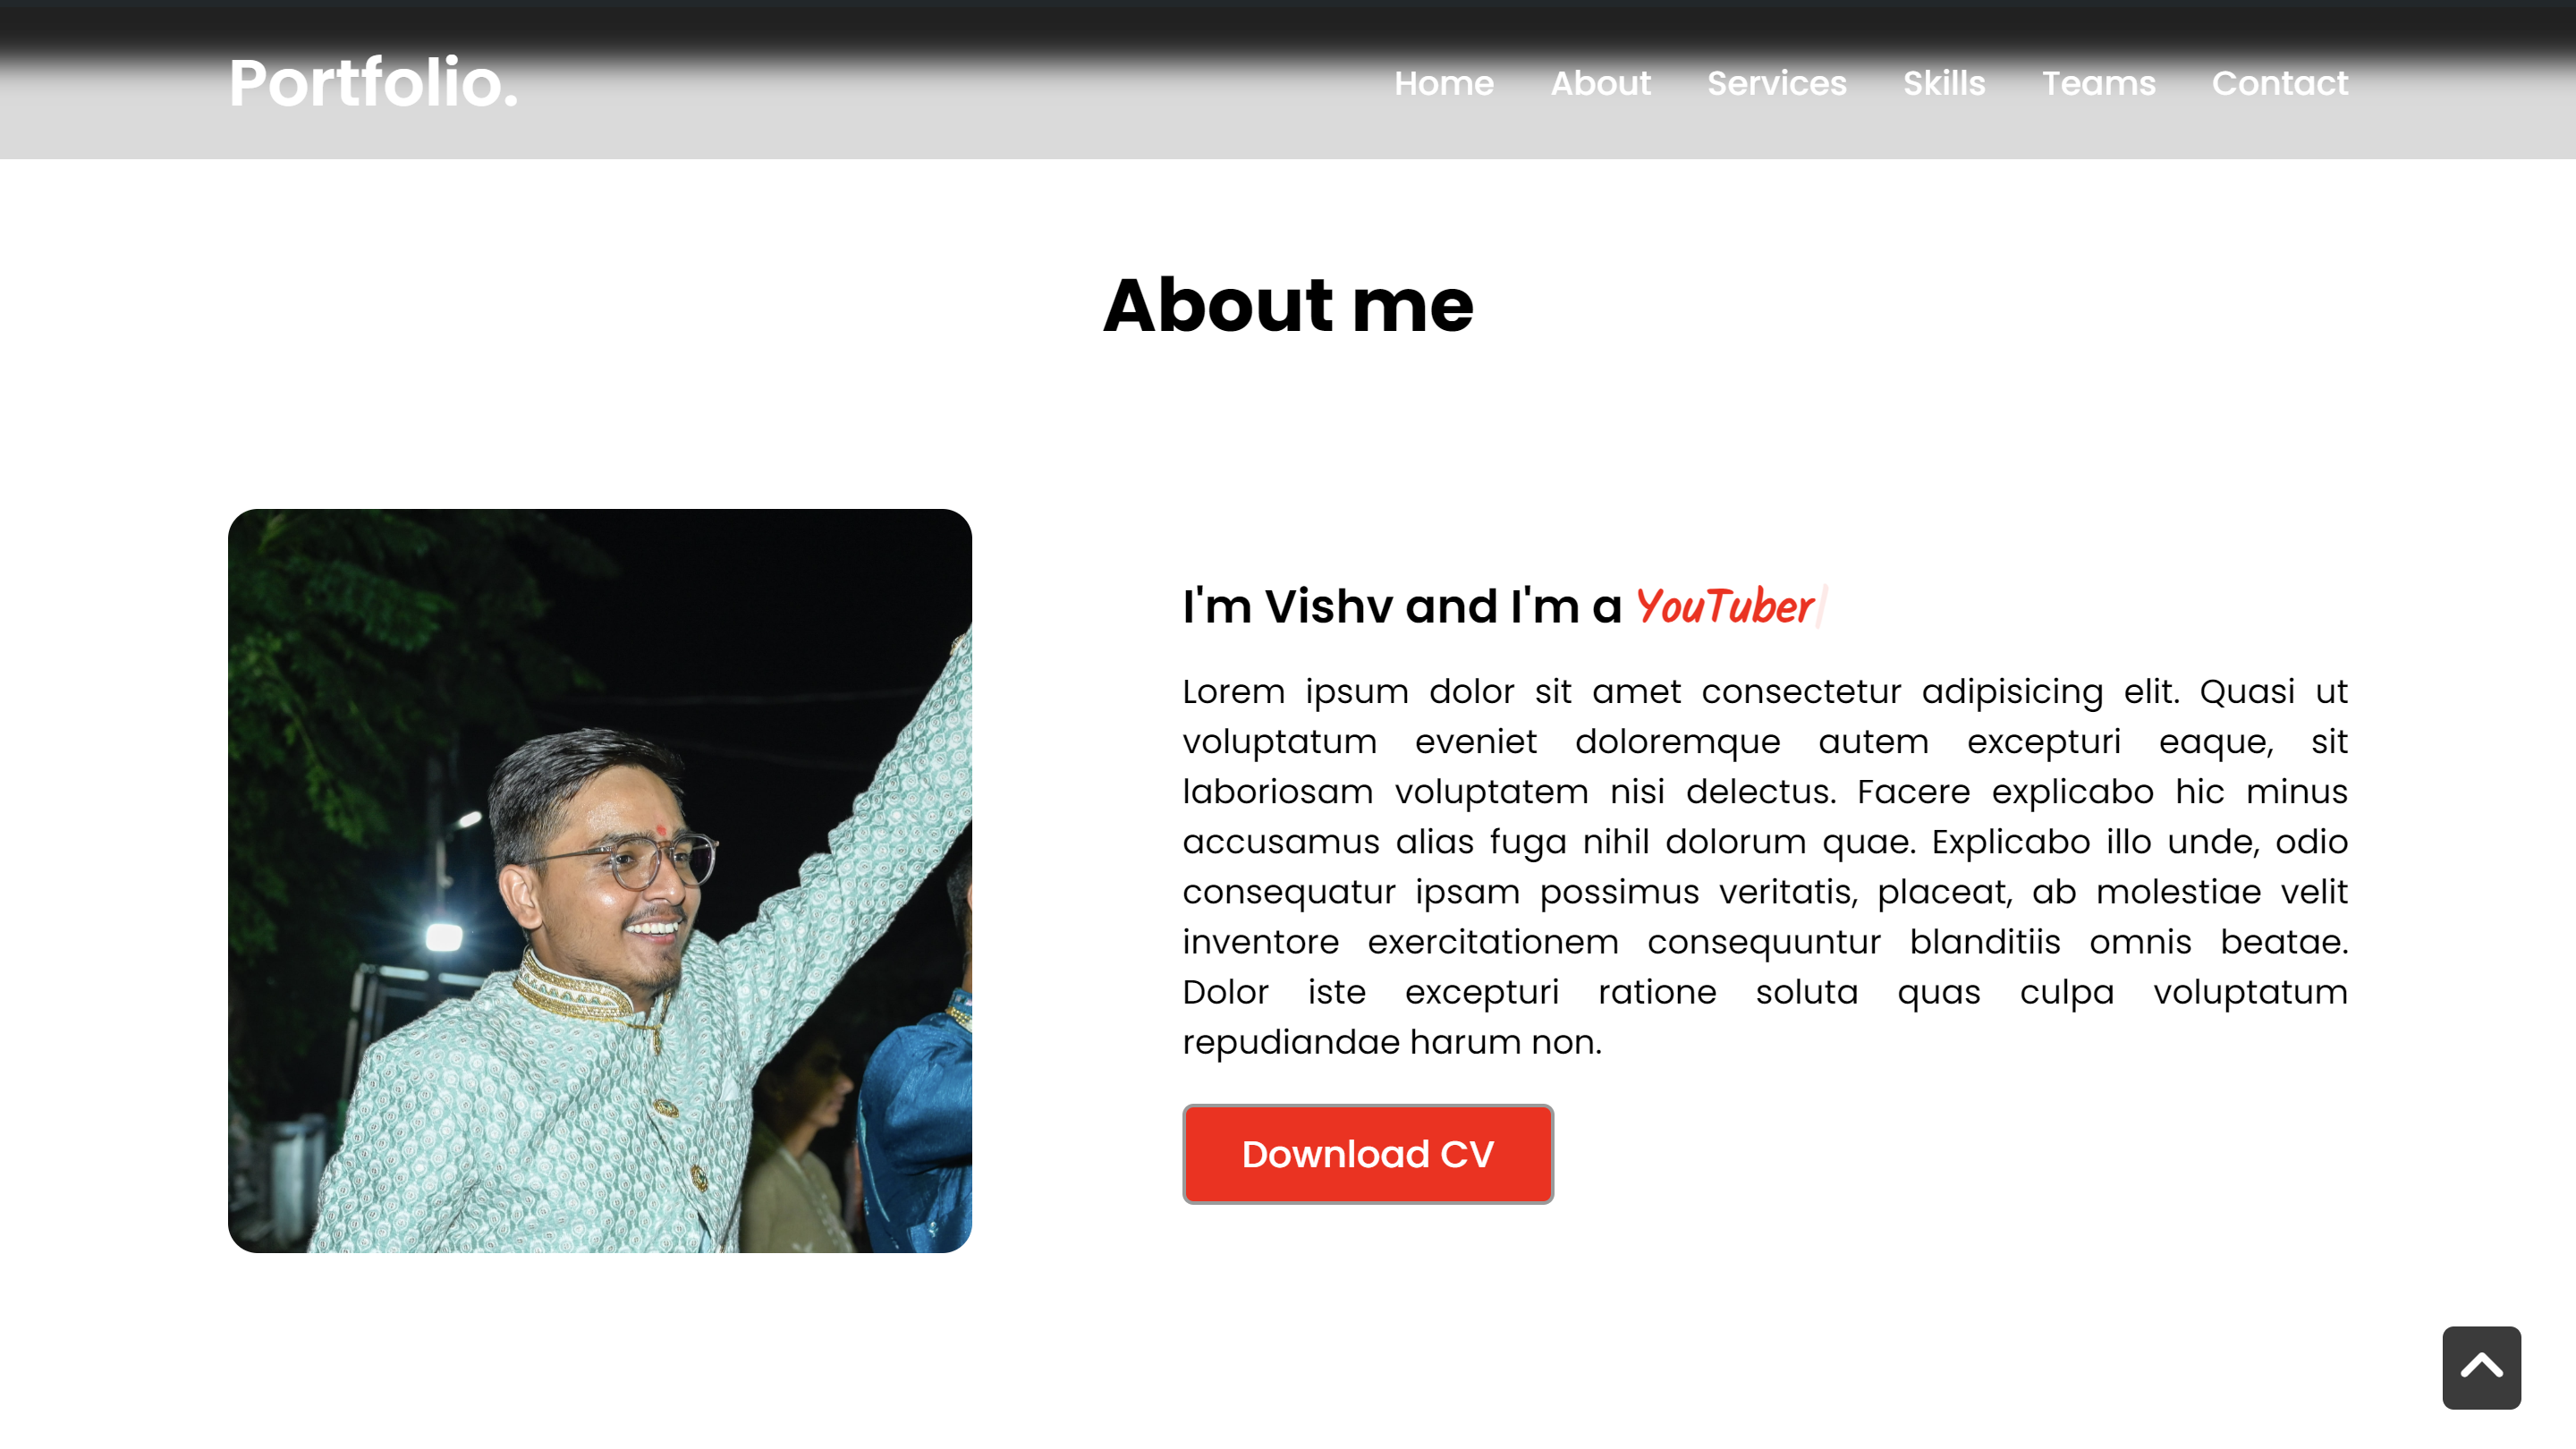 Portfolio.
Home About Services Skills Teams Contact
About me
I'm Vishv and I'm a YouTuber
Lorem ipsum dolor sit amet consectetur adipisicing elit. Quasi ut
voluptatum eveniet doloremque autem excepturi eaque, sit
laboriosam voluptatem nisi delectus. Facere explicabo hic minus
accusamus alias fuga nihil dolorum quae. Explicabo illo unde, odio
consequatur ipsam possimus veritatis, placeat, ab molestiae velit
inventore exercitationem consequuntur blanditiis omnis beatae.
Dolor iste excepturi ratione soluta quas culpa voluptatum
repudiandae harum non.
Download CV